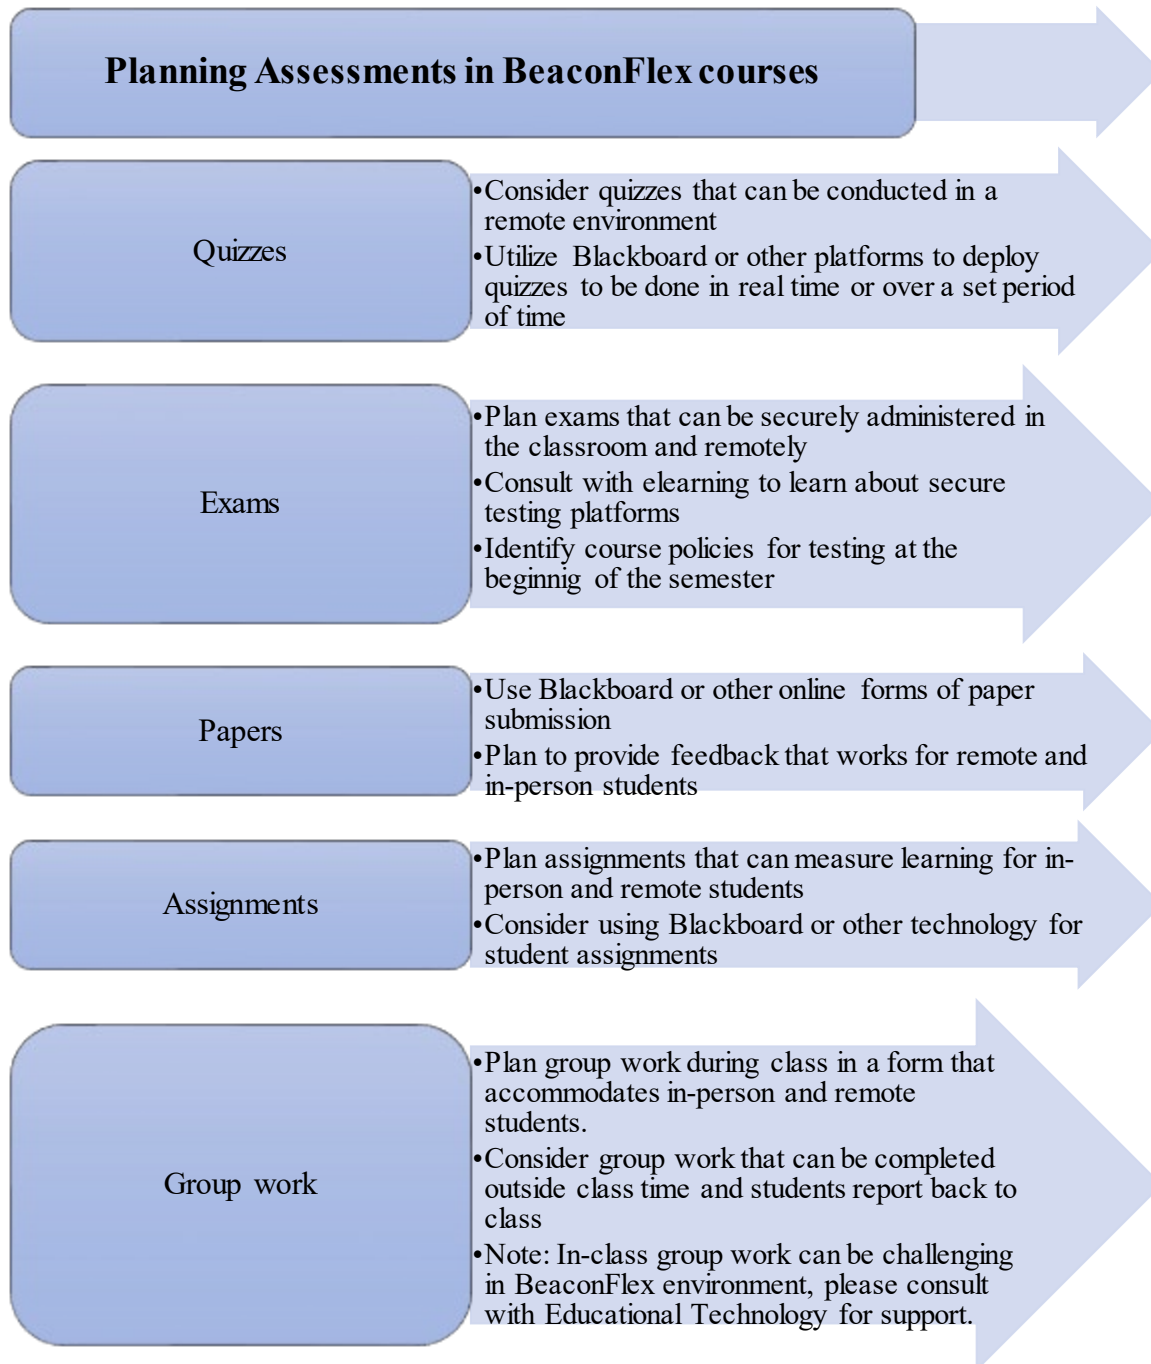 Planning Assessments in BeaconFlex courses
Quizzes
•Consider quizzes that can be conducted in a
remote environment
•Utilize Blackboard or other platforms to deploy
quizzes to be done in real time or over a set period
of time
Exams
•Plan exams that can be securely administered in
the classroom and remotely
•Consult with elearning to learn about secure
testing platforms
•Identify course policies for testing at the
beginnig of the semester
Papers
•Use Blackboard or other online forms of paper
submission
•Plan to provide feedback that works for remote and
in-person students
Assignments
•Plan assignments that can measure learning for in-
person and remote students
•Consider using Blackboard or other technology for
student assignments
Group work
•Plan group work during class in a form that
accommodates in-person and remote
students.
•Consider group work that can be completed
outside class time and students report back to
class
•Note: In-class group work can be challenging
in BeaconFlex environment, please consult
with Educational Technology for support.